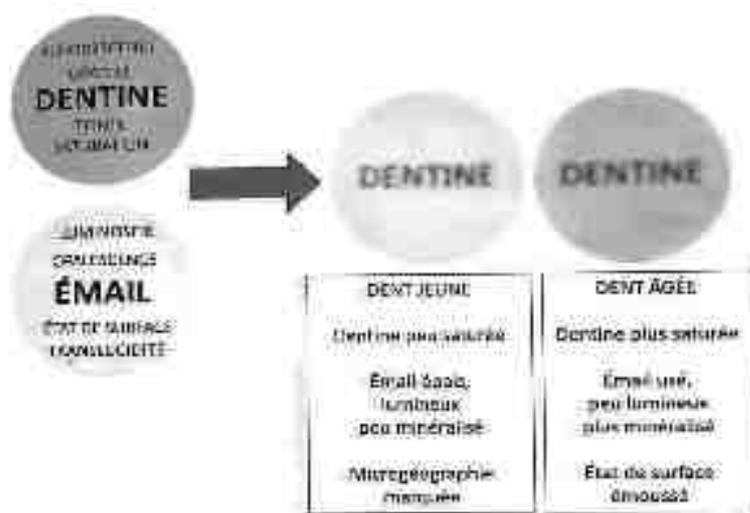 DENTINE
TEINTE
SATURATION
LUMINOSITÉ
OPALESCENCE
ÉMAIL
ÉTAT DE SURFACE
TRANSLUCIDITÉ
DENTINE
DENT JEUNE
Dentine peu saturée
Émail épais,
lumineux
peu minéralisé
Microgéographie
marquée
DENTINE
DENT ÂGÉE
Dentine plus saturée
Émail usé,
peu lumineux
plus minéralisé
État de surface
émoussé